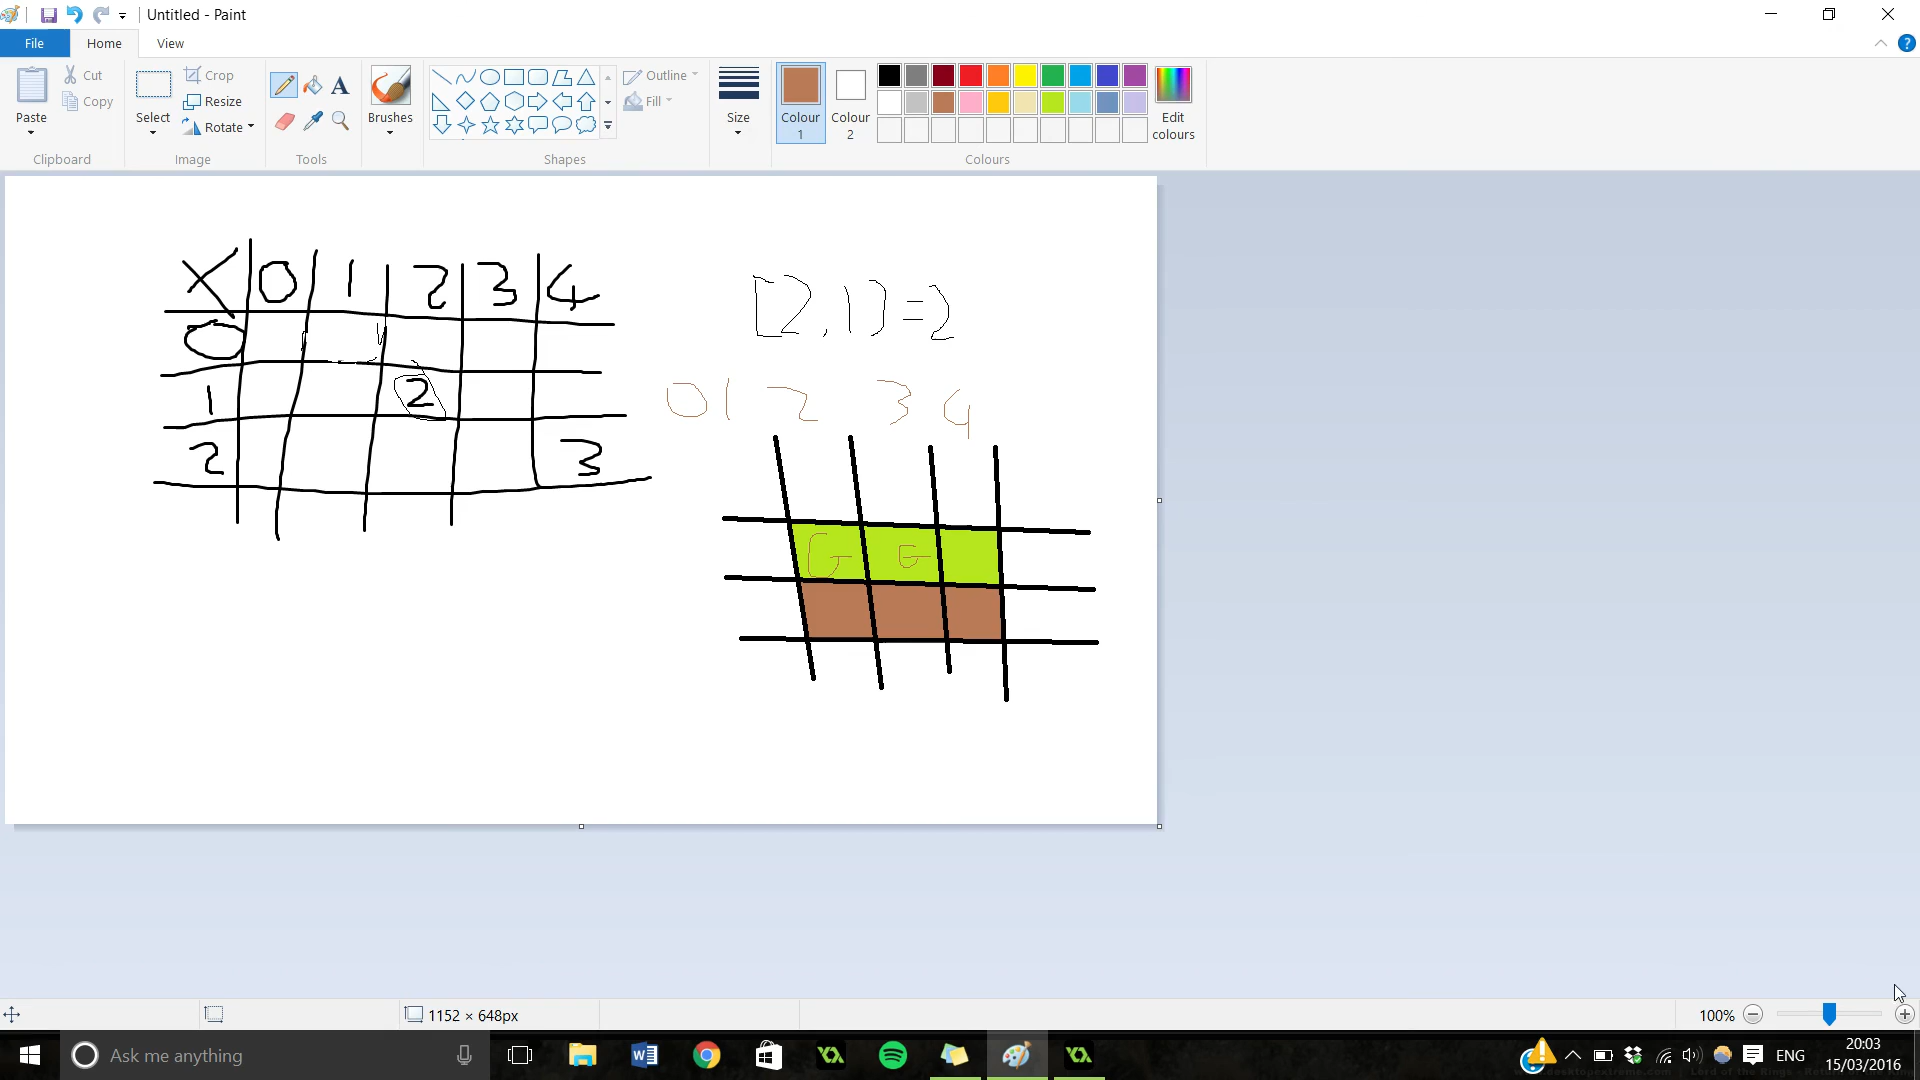 Untitled - Paint
File Home View
Paste
Cut
Copy
Clipboard
Select
Crop
Resize
Rotate
Image
Tools
Brushes
Shapes
Outline
Fill
Size
Colour 1
Colour 2
Edit colours
Colours
X 0 1 2 3 4
0
1 2
2 3
[2,1]=2
0 1 2 3 4
G G
1152 × 648px
100%
Ask me anything
ENG
20:03
15/03/2016